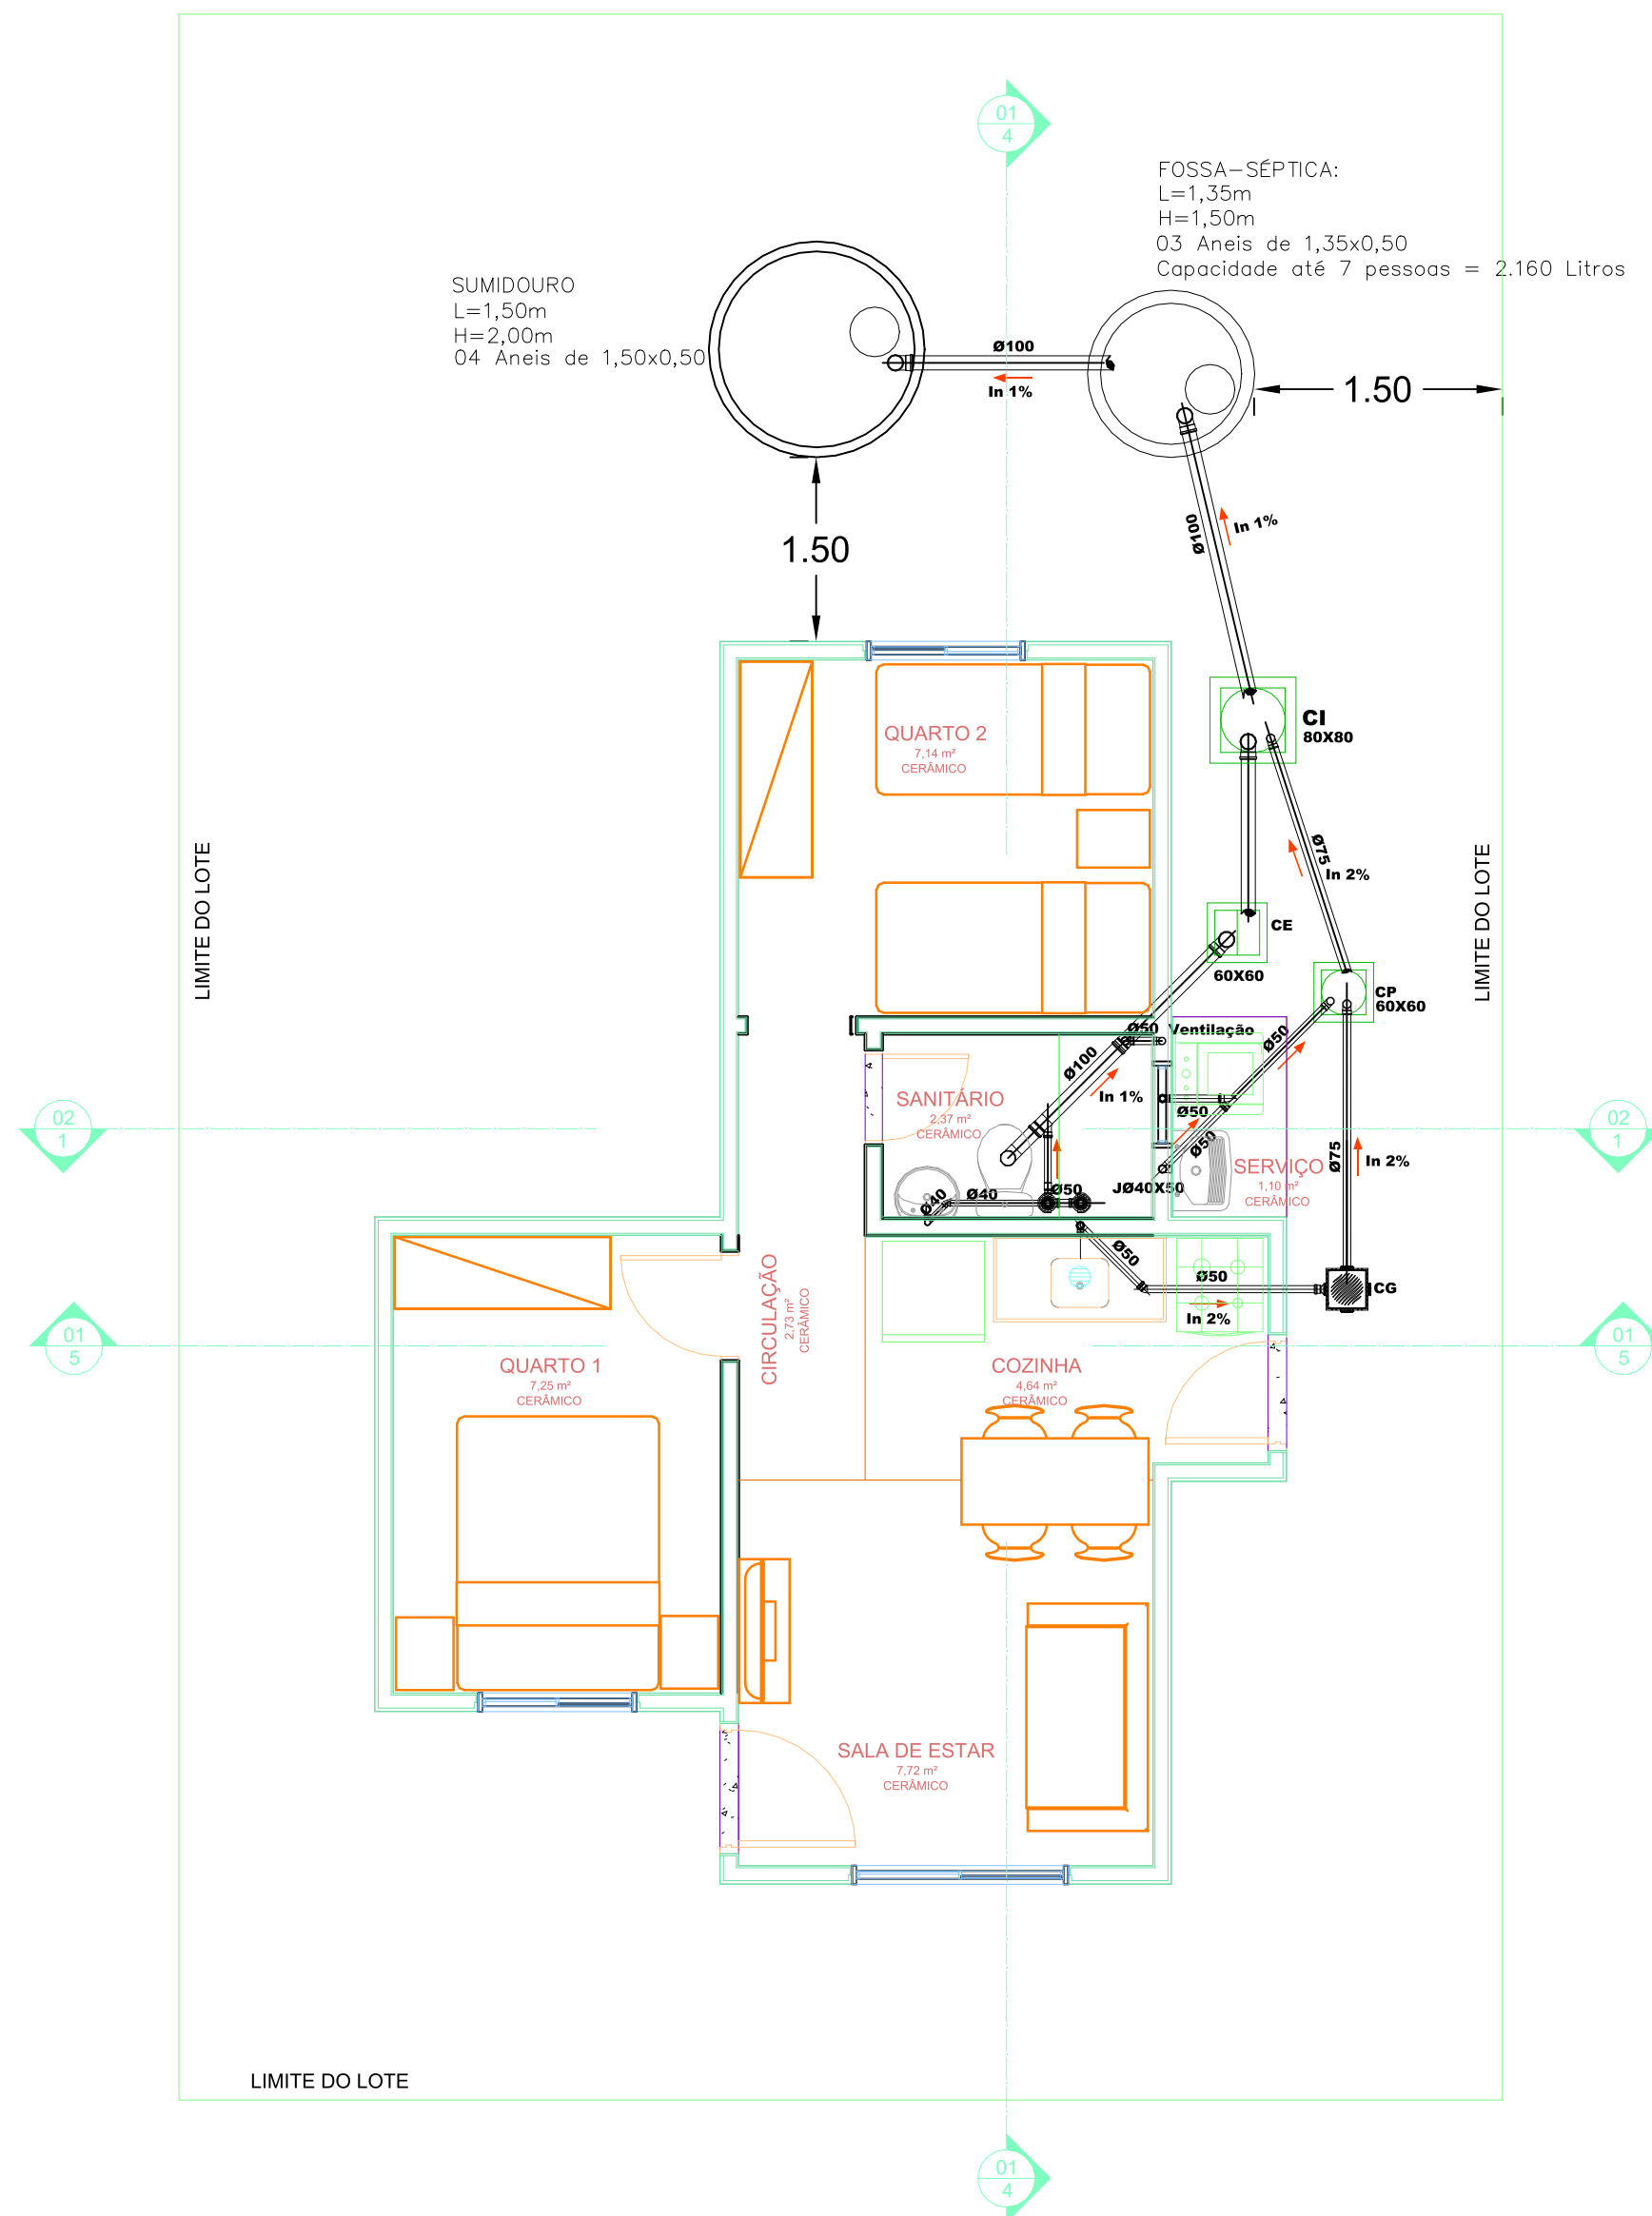 01
4
FOSSA-SÉPTICA:
L=1,35m
H=1,50m
03 Aneis de 1,35x0,50
Capacidade até 7 pessoas = 2.160 Litros
SUMIDOURO
L=1,50m
H=2,00m
04 Aneis de 1,50x0,50
Ø100
In 1%
1.50
1.50
Ø100
In 1%
CI
80X80
QUARTO 2
7,14 m²
CERÂMICO
LIMITE DO LOTE
LIMITE DO LOTE
Ø75
In 2%
CE
60X60
CP
60X60
Ø50 Ventilação
Ø50
Ø100
In 1%
SANITÁRIO
2,37 m²
CERÂMICO
Ø50
Ø50
02
1
02
1
SERVIÇO
1,10 m²
CERÂMICO
Ø75
In 2%
JØ40X50
Ø40
Ø40
Ø50
Ø50
Ø50
In 2%
CG
CIRCULAÇÃO
2,73 m²
CERÂMICO
01
5
01
5
QUARTO 1
7,25 m²
CERÂMICO
COZINHA
4,64 m²
CERÂMICO
SALA DE ESTAR
7,72 m²
CERÂMICO
LIMITE DO LOTE
01
4